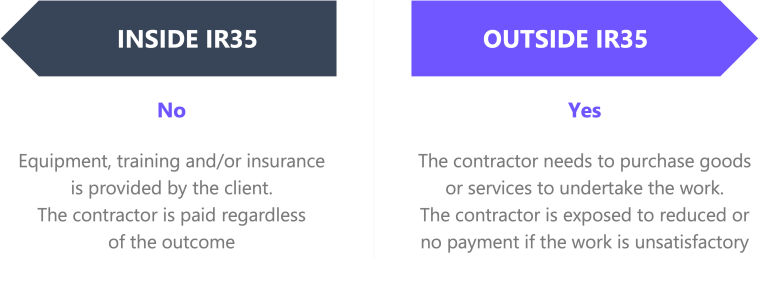 INSIDE IR35
No
Equipment, training and/or insurance
is provided by the client.
The contractor is paid regardless
of the outcome
OUTSIDE IR35
Yes
The contractor needs to purchase goods
or services to undertake the work.
The contractor is exposed to reduced or
no payment if the work is unsatisfactory